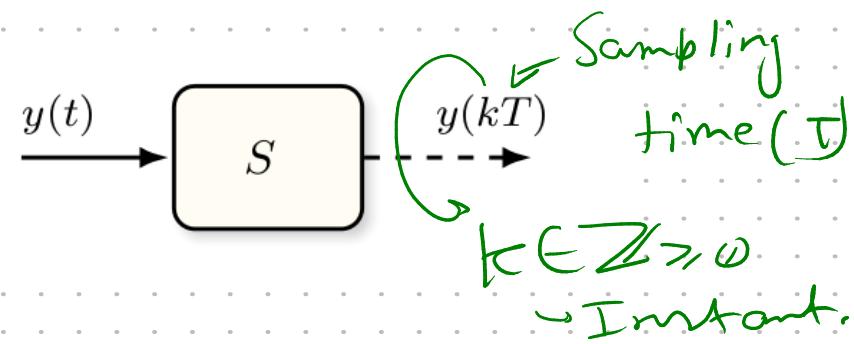 y(t)
S
y(kT)
Sampling
time (T)
k ∈ ℤ ≥ 0
→ Instant.